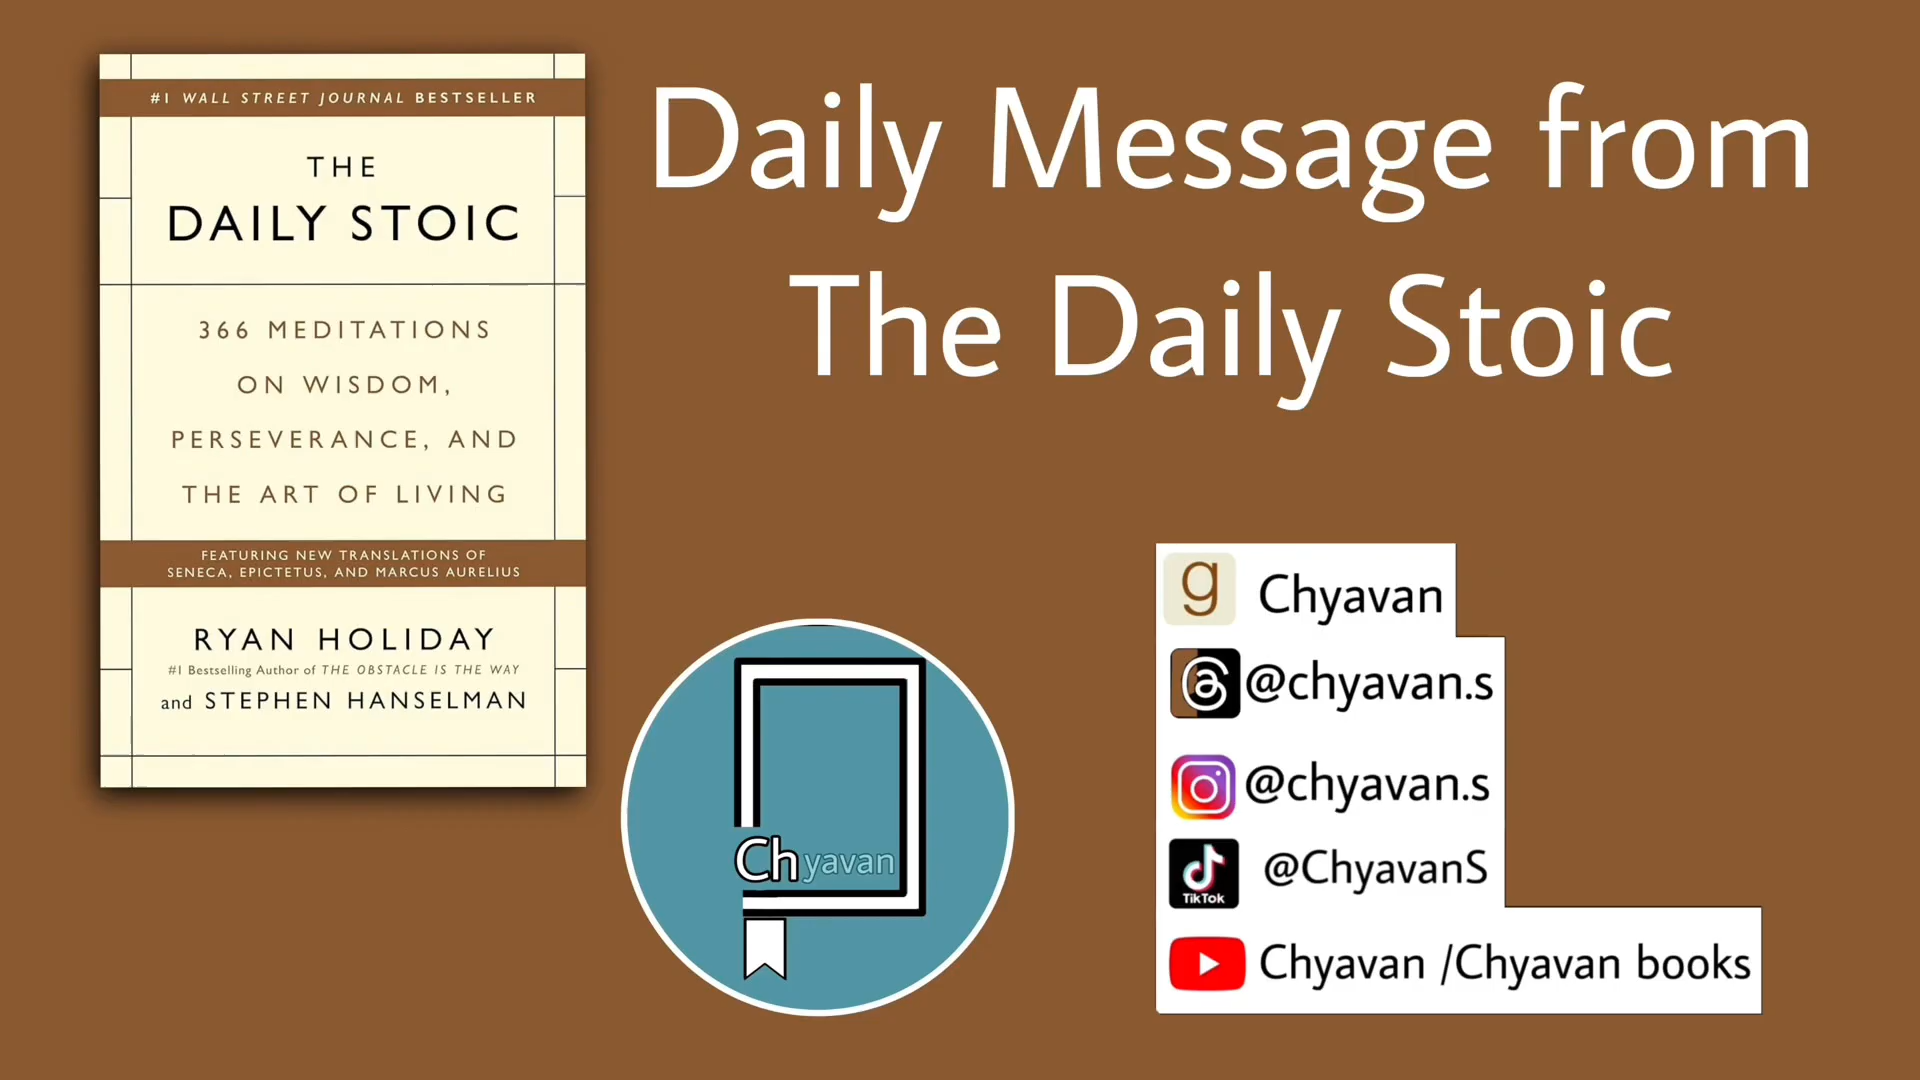 #1 WALL STREET JOURNAL BESTSELLER
THE
DAILY STOIC
366 MEDITATIONS
ON WISDOM,
PERSEVERANCE, AND
THE ART OF LIVING
FEATURING NEW TRANSLATIONS OF
SENECA, EPICTETUS, AND MARCUS AURELIUS
RYAN HOLIDAY
#1 Bestselling Author of THE OBSTACLE IS THE WAY
and STEPHEN HANSELMAN
Daily Message from
The Daily Stoic
Chyavan
g Chyavan
@chyavan.s
@chyavan.s
TikTok @ChyavanS
Chyavan /Chyavan books